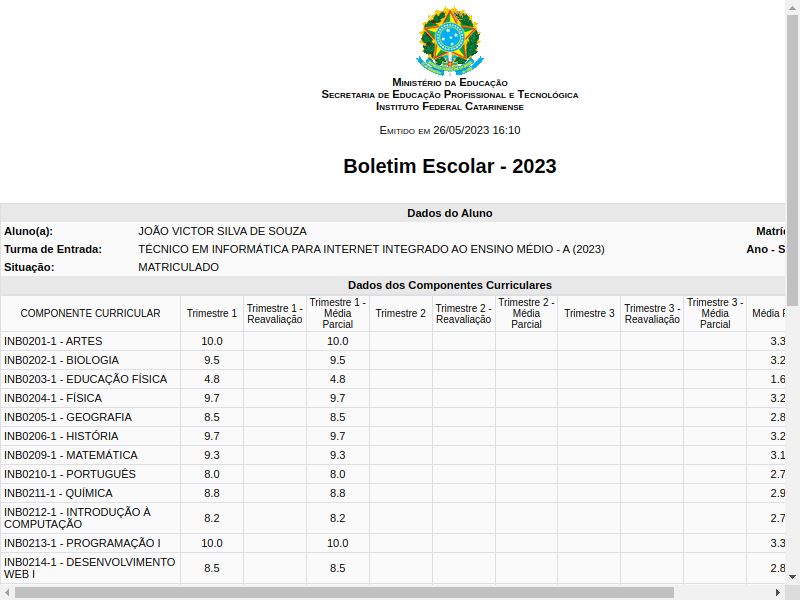 Ministério da Educação
Secretaria de Educação Profissional e Tecnológica
Instituto Federal Catarinense
Emitido em 26/05/2023 16:10
Boletim Escolar - 2023
Dados do Aluno
Aluno(a): JOÃO VICTOR SILVA DE SOUZA
Turma de Entrada: TÉCNICO EM INFORMÁTICA PARA INTERNET INTEGRADO AO ENSINO MÉDIO - A (2023) Ano - S
Situação: MATRICULADO
Dados dos Componentes Curriculares
COMPONENTE CURRICULAR Trimestre 1 Trimestre 1 - Reavaliação Trimestre 1 - Média Parcial Trimestre 2 Trimestre 2 - Reavaliação Trimestre 2 - Média Parcial Trimestre 3 Trimestre 3 - Reavaliação Trimestre 3 - Média Parcial Média
INB0201-1 - ARTES 10.0 10.0 3.3
INB0202-1 - BIOLOGIA 9.5 9.5 3.2
INB0203-1 - EDUCAÇÃO FÍSICA 4.8 4.8 1.6
INB0204-1 - FÍSICA 9.7 9.7 3.2
INB0205-1 - GEOGRAFIA 8.5 8.5 2.8
INB0206-1 - HISTÓRIA 9.7 9.7 3.2
INB0209-1 - MATEMÁTICA 9.3 9.3 3.1
INB0210-1 - PORTUGUÊS 8.0 8.0 2.7
INB0211-1 - QUÍMICA 8.8 8.8 2.9
INB0212-1 - INTRODUÇÃO À
COMPUTAÇÃO 8.2 8.2 2.7
INB0213-1 - PROGRAMAÇÃO I 10.0 10.0 3.3
INB0214-1 - DESENVOLVIMENTO
WEB I 8.5 8.5 2.8